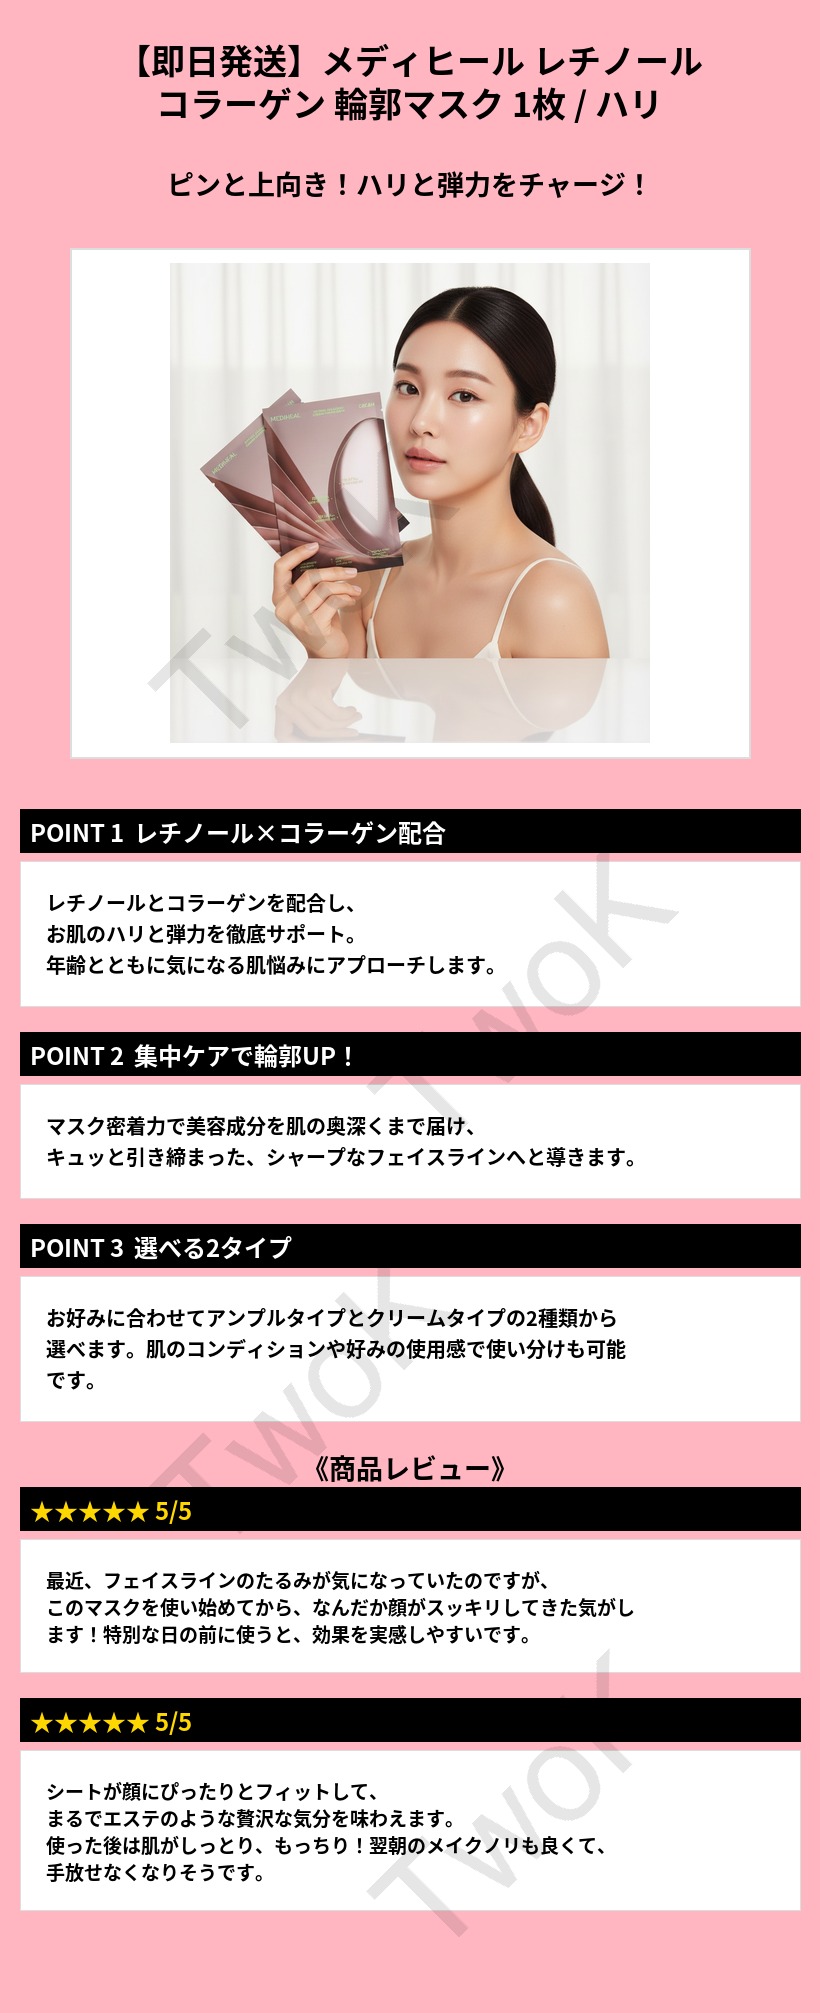 【即日発送】メディヒール レチノール
コラーゲン 輪郭マスク 1枚 / ハリ
ピンと上向き！ハリと弾力をチャージ！
MEDIHEAL
MEDIHEAL
TwoK
POINT 1 レチノール×コラーゲン配合
レチノールとコラーゲンを配合し、
お肌のハリと弾力を徹底サポート。
年齢とともに気になる肌悩みにアプローチします。
TwoK
POINT 2 集中ケアで輪郭UP！
マスク密着力で美容成分を肌の奥深くまで届け、
キュッと引き締まった、シャープなフェイスラインへと導きます。
POINT 3 選べる2タイプ
お好みに合わせてアンプルタイプとクリームタイプの2種類から
選べます。肌のコンディションや好みの使用感で使い分けも可能
です。
TwoK
《商品レビュー》
★★★★★ 5/5
最近、フェイスラインのたるみが気になっていたのですが、
このマスクを使い始めてから、なんだか顔がスッキリしてきた気がし
ます！特別な日の前に使うと、効果を実感しやすいです。
★★★★★ 5/5
シートが顔にぴったりとフィットして、
まるでエステのような贅沢な気分を味わえます。
使った後は肌がしっとり、もっちり！翌朝のメイクノリも良くて、
手放せなくなりそうです。
TwoK